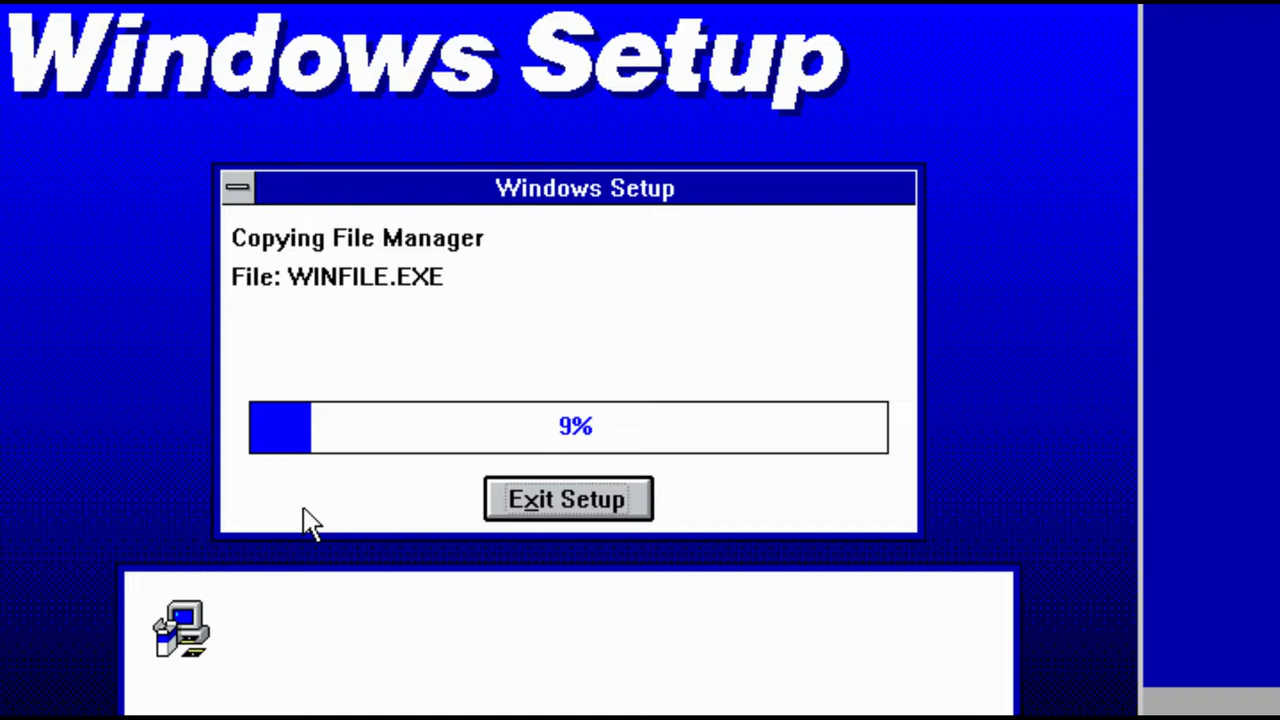 Windows Setup
Windows Setup
Copying File Manager
File: WINFILE.EXE
9%
Exit Setup